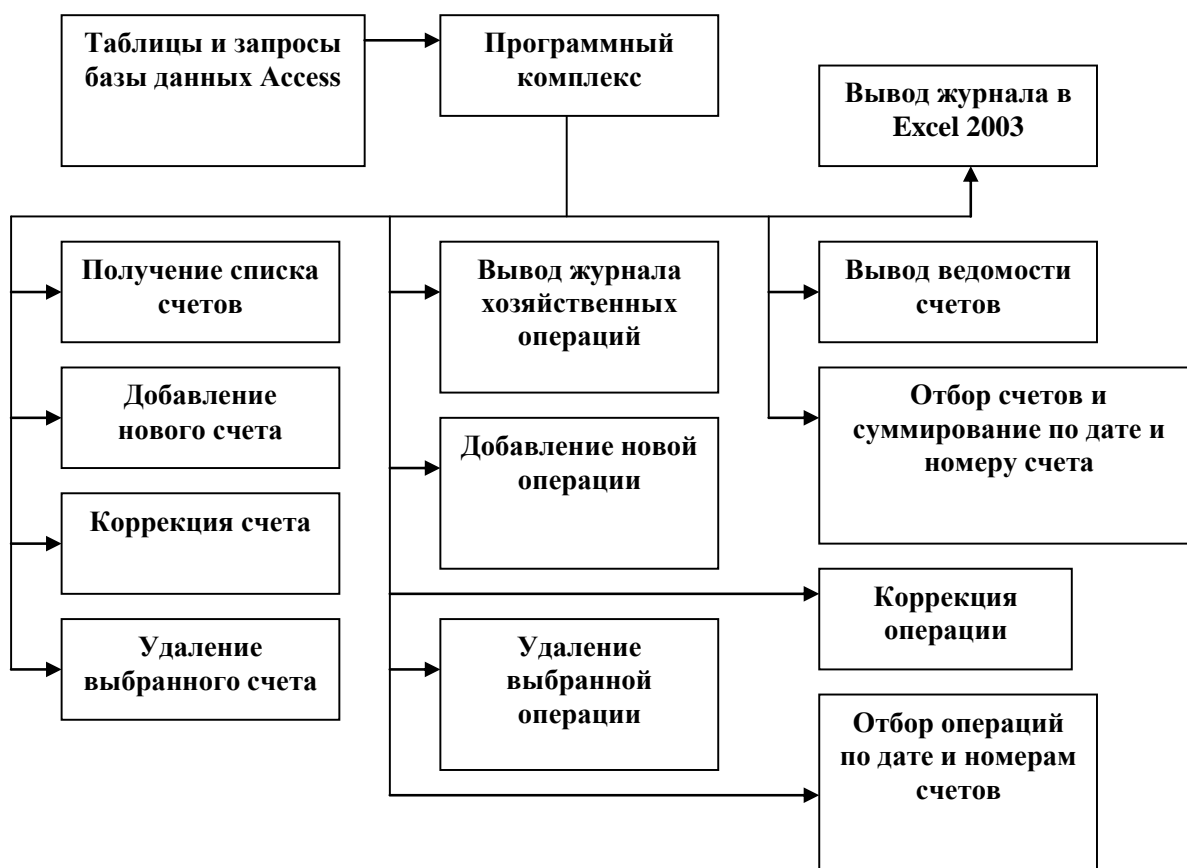 Таблицы и запросы
базы данных Access
Программный
комплекс
Вывод журнала в
Excel 2003
Получение списка
счетов
Вывод журнала
хозяйственных
операций
Вывод ведомости
счетов
Добавление
нового счета
Добавление новой
операции
Отбор счетов и
суммирование по дате и
номеру счета
Коррекция счета
Коррекция
операции
Удаление
выбранного счета
Удаление
выбранной
операции
Отбор операций
по дате и номерам
счетов